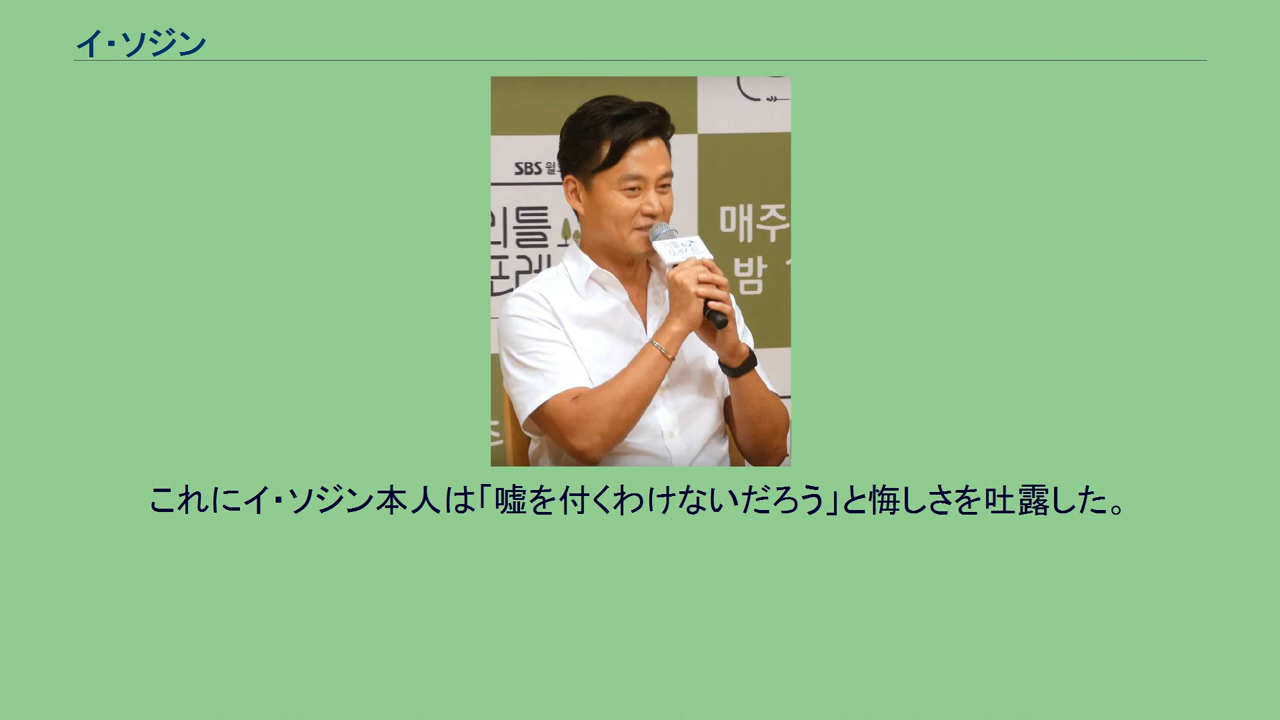 イ・ソジン
SBS 월
리틀
포레
매주
밤 1
これにイ・ソジン本人は「嘘を付くわけないだろう」と悔しさを吐露した。